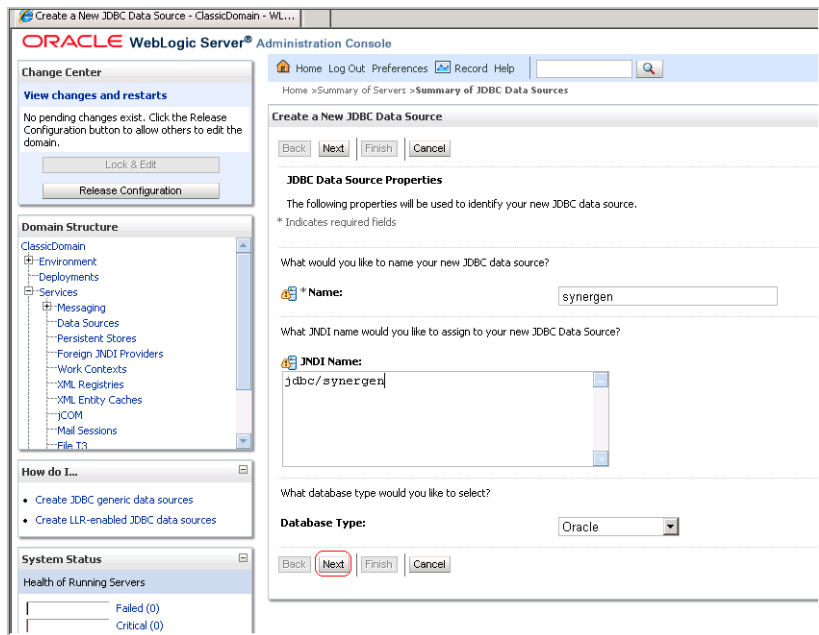 Create a New JDBC Data Source - ClassicDomain - WL...
ORACLE WebLogic Server® Administration Console
Change Center
View changes and restarts
No pending changes exist. Click the Release
Configuration button to allow others to edit the
domain.
Lock & Edit
Release Configuration
Domain Structure
ClassicDomain
Environment
Deployments
Services
Messaging
Data Sources
Persistent Stores
Foreign JNDI Providers
Work Contexts
XML Registries
XML Entity Caches
jCOM
Mail Sessions
File T3
How do I...
Create JDBC generic data sources
Create LLR-enabled JDBC data sources
System Status
Health of Running Servers
Failed (0)
Critical (0)
Home Log Out Preferences Record Help
Home >Summary of Servers >Summary of JDBC Data Sources
Create a New JDBC Data Source
Back Next Finish Cancel
JDBC Data Source Properties
The following properties will be used to identify your new JDBC data source.
* Indicates required fields
What would you like to name your new JDBC data source?
* Name: synergen
What JNDI name would you like to assign to your new JDBC Data Source?
JNDI Name:
jdbc/synergen
What database type would you like to select?
Database Type: Oracle
Back Next Finish Cancel